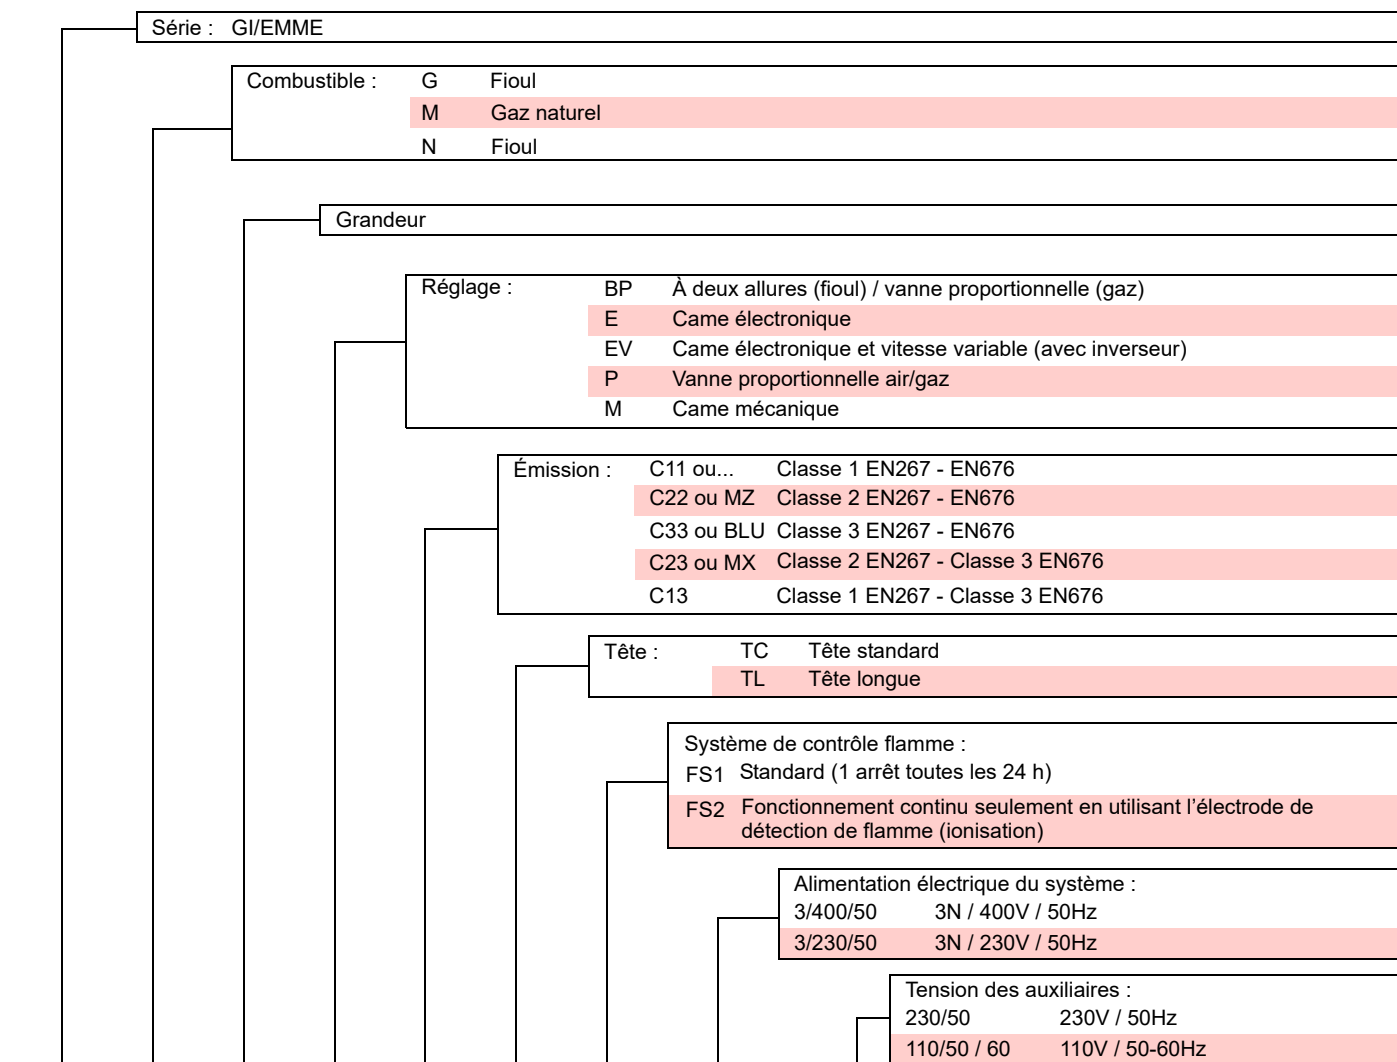 Série : GI/EMME
Combustible : G Fioul
M Gaz naturel
N Fioul
Grandeur
Réglage : BP À deux allures (fioul) / vanne proportionnelle (gaz)
E Came électronique
EV Came électronique et vitesse variable (avec inverseur)
P Vanne proportionnelle air/gaz
M Came mécanique
Émission : C11 ou... Classe 1 EN267 - EN676
C22 ou MZ Classe 2 EN267 - EN676
C33 ou BLU Classe 3 EN267 - EN676
C23 ou MX Classe 2 EN267 - Classe 3 EN676
C13 Classe 1 EN267 - Classe 3 EN676
Tête : TC Tête standard
TL Tête longue
Système de contrôle flamme :
FS1 Standard (1 arrêt toutes les 24 h)
FS2 Fonctionnement continu seulement en utilisant l’électrode de
détection de flamme (ionisation)
Alimentation électrique du système :
3/400/50 3N / 400V / 50Hz
3/230/50 3N / 230V / 50Hz
Tension des auxiliaires :
230/50 230V / 50Hz
110/50 / 60 110V / 50-60Hz